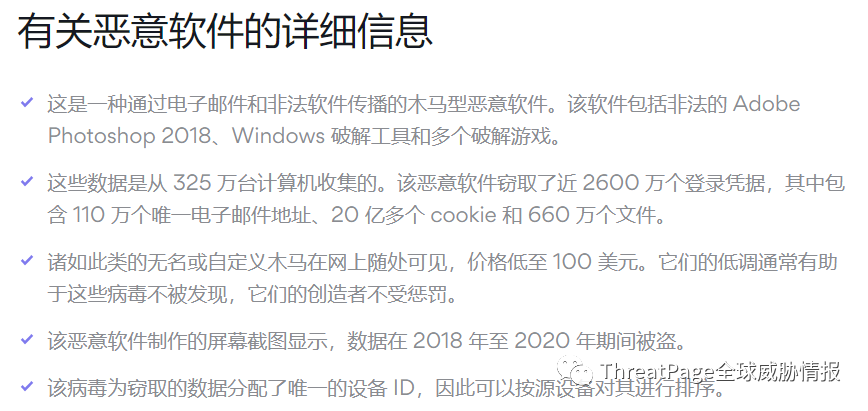 有关恶意软件的详细信息
这是一种通过电子邮件和非法软件传播的木马型恶意软件。该软件包括非法的 Adobe
Photoshop 2018、Windows 破解工具和多个破解游戏。
这些数据是从 325 万台计算机收集的。该恶意软件窃取了近 2600 万个登录凭据，其中包
含 110 万个唯一电子邮件地址、20 亿多个 cookie 和 660 万个文件。
诸如此类的无名或自定义木马在网上随处可见，价格低至 100 美元。它们的低调通常有助
于这些病毒不被发现，它们的创造者不受惩罚。
该恶意软件制作的屏幕截图显示，数据在 2018 年至 2020 年期间被盗。
该病毒为窃取的数据分配了唯一的设备 ID，因此可以按源设备对其进行排序。
ThreatPage全球威胁情报